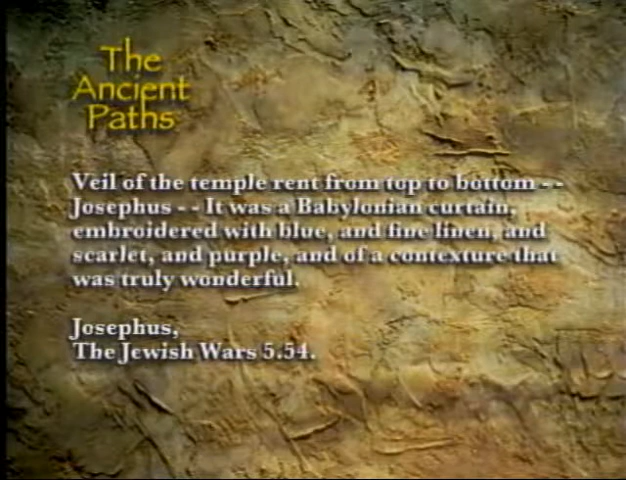 The
Ancient
Paths
Veil of the temple rent from top to bottom - -
Josephus - - It was a Babylonian curtain,
embroidered with blue, and fine linen, and
scarlet, and purple, and of a contexture that
was truly wonderful.
Josephus,
The Jewish Wars 5.54.